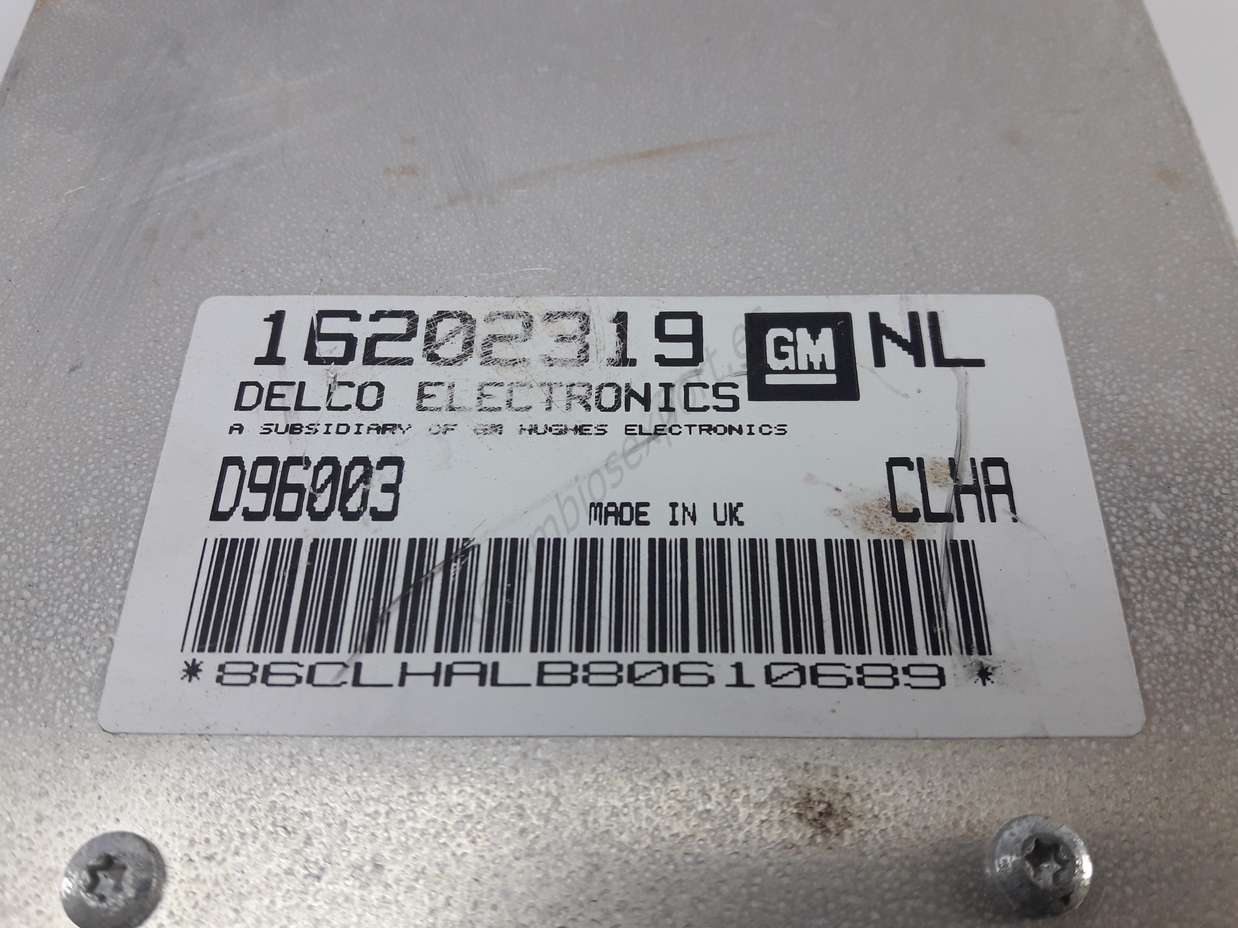 16202319 GM NL
DELCO ELECTRONICS
A SUBSIDIARY OF GM HUGHES ELECTRONICS
D96003 MADE IN UK CLHA
*86CLHALB80610689*